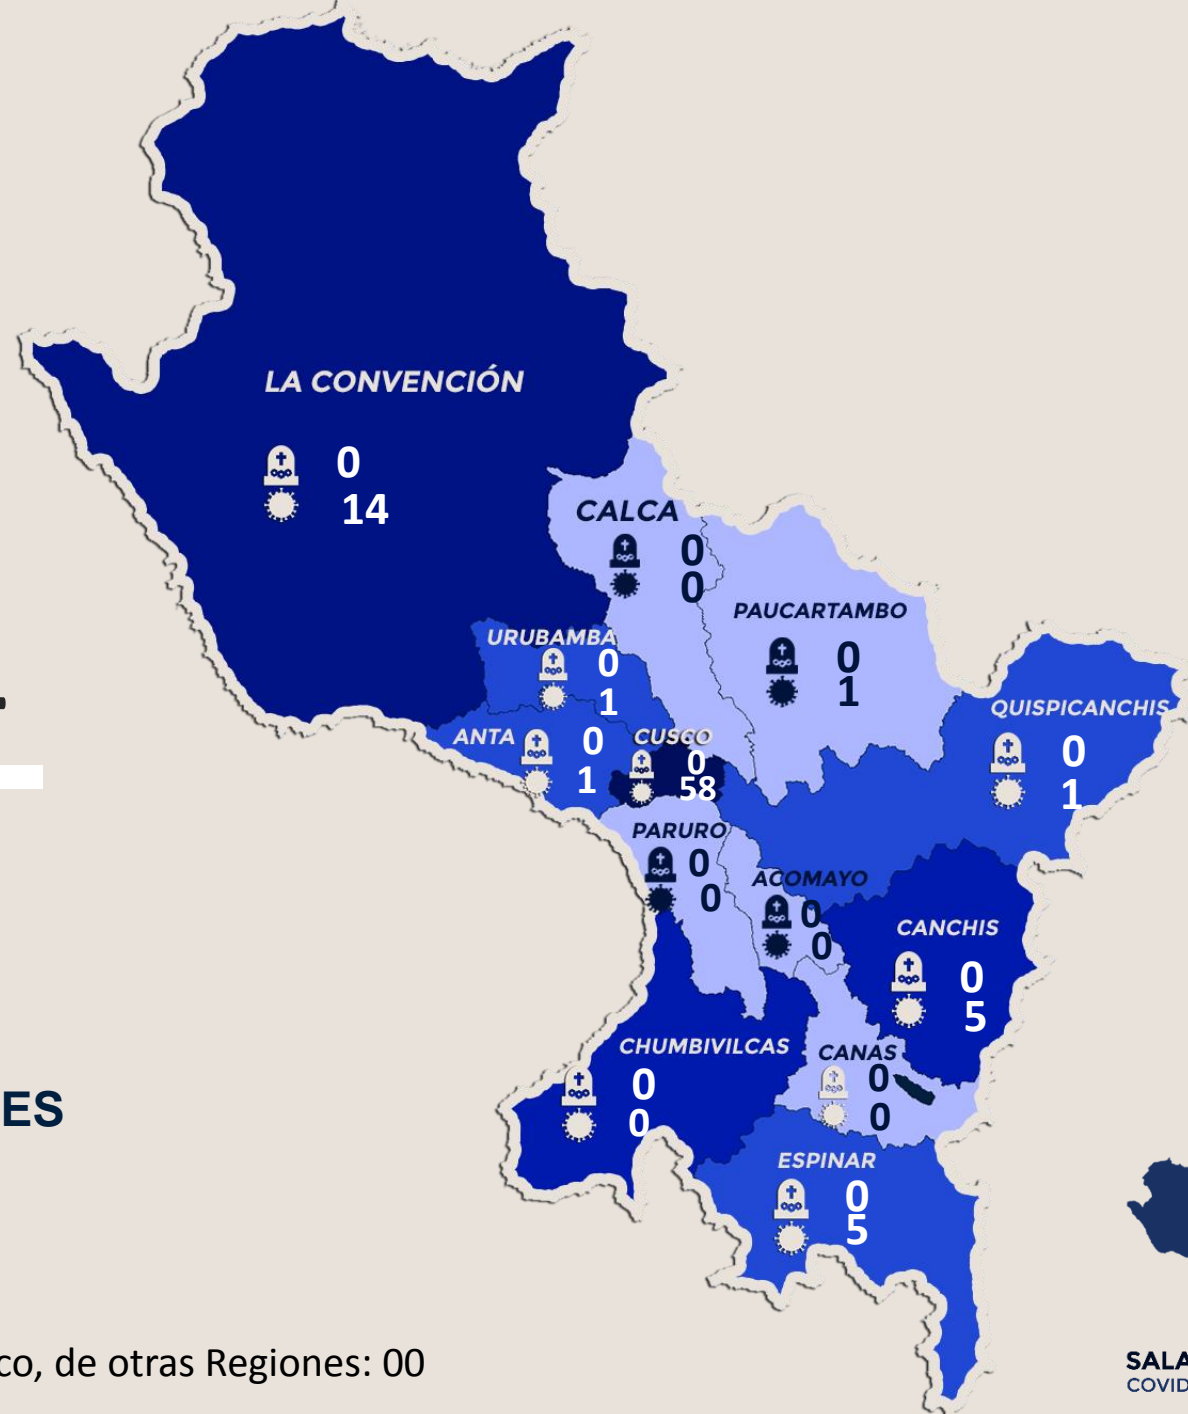 LA CONVENCIÓN
0
14
CALCA
0
0
PAUCARTAMBO
0
1
URUBAMBA
0
1
QUISPICANCHIS
0
1
ANTA
0
1
CUSCO
0
58
PARURO
0
0
ACOMAYO
0
0
CANCHIS
0
5
CHUMBIVILCAS
0
0
CANAS
0
0
ES
ESPINAR
0
5
co, de otras Regiones: 00
SALA
COVID